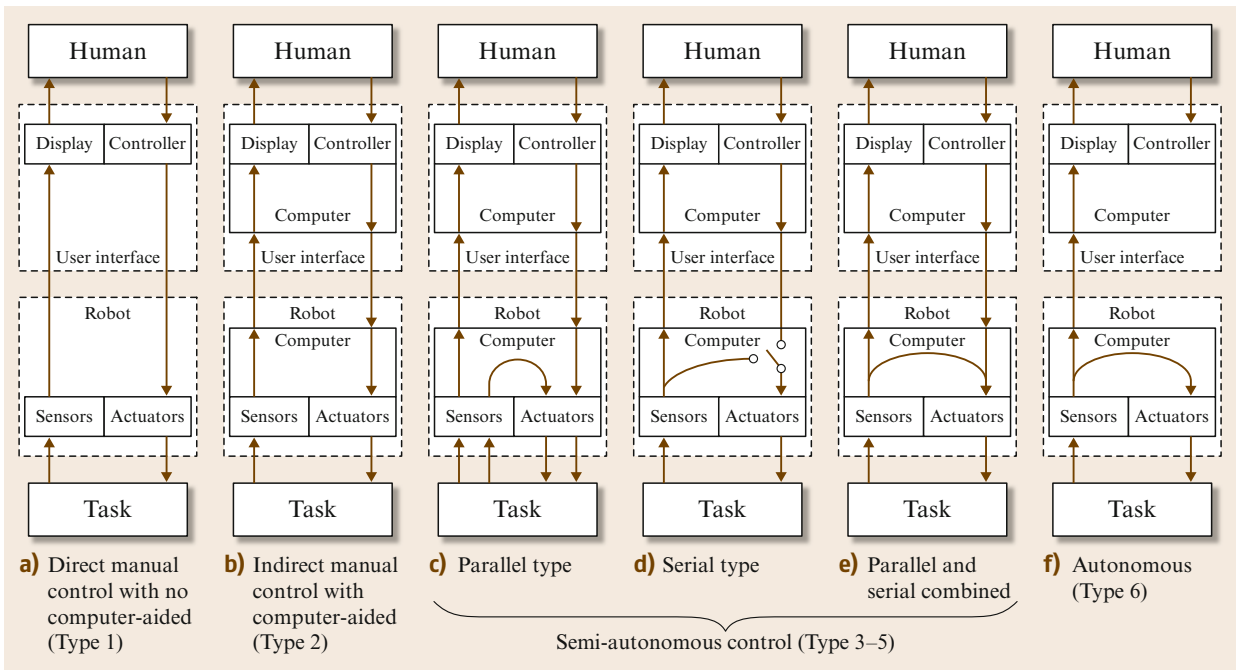 Human Human Human Human Human Human
Display Controller Display Controller Display Controller Display Controller Display Controller Display Controller
Computer Computer Computer Computer Computer
User interface User interface User interface User interface User interface User interface
Robot Robot Robot Robot Robot Robot
Computer Computer Computer Computer Computer
Sensors Actuators Sensors Actuators Sensors Actuators Sensors Actuators Sensors Actuators Sensors Actuators
Task Task Task Task Task Task
a) Direct manual control with no computer-aided (Type 1)
b) Indirect manual control with computer-aided (Type 2)
c) Parallel type
d) Serial type
e) Parallel and serial combined
f) Autonomous (Type 6)
Semi-autonomous control (Type 3–5)